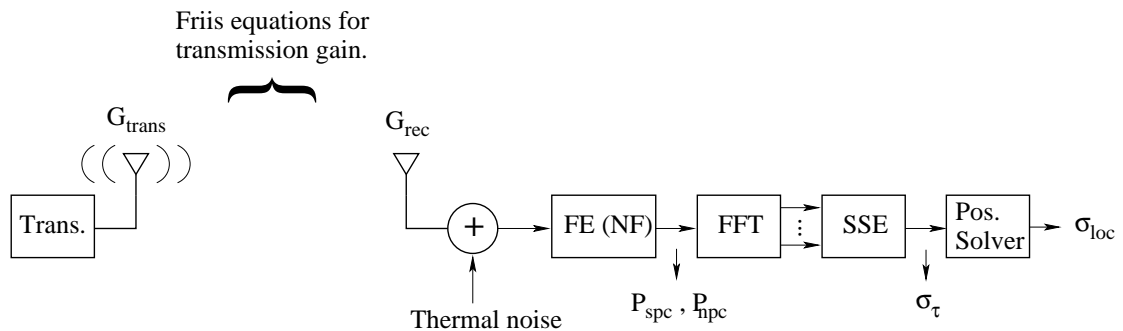 Friis equations for
transmission gain.
G_trans
G_rec
Trans.
+
FE (NF)
FFT
SSE
Pos.
Solver
σ_loc
P_spc , P_npc
σ_τ
Thermal noise